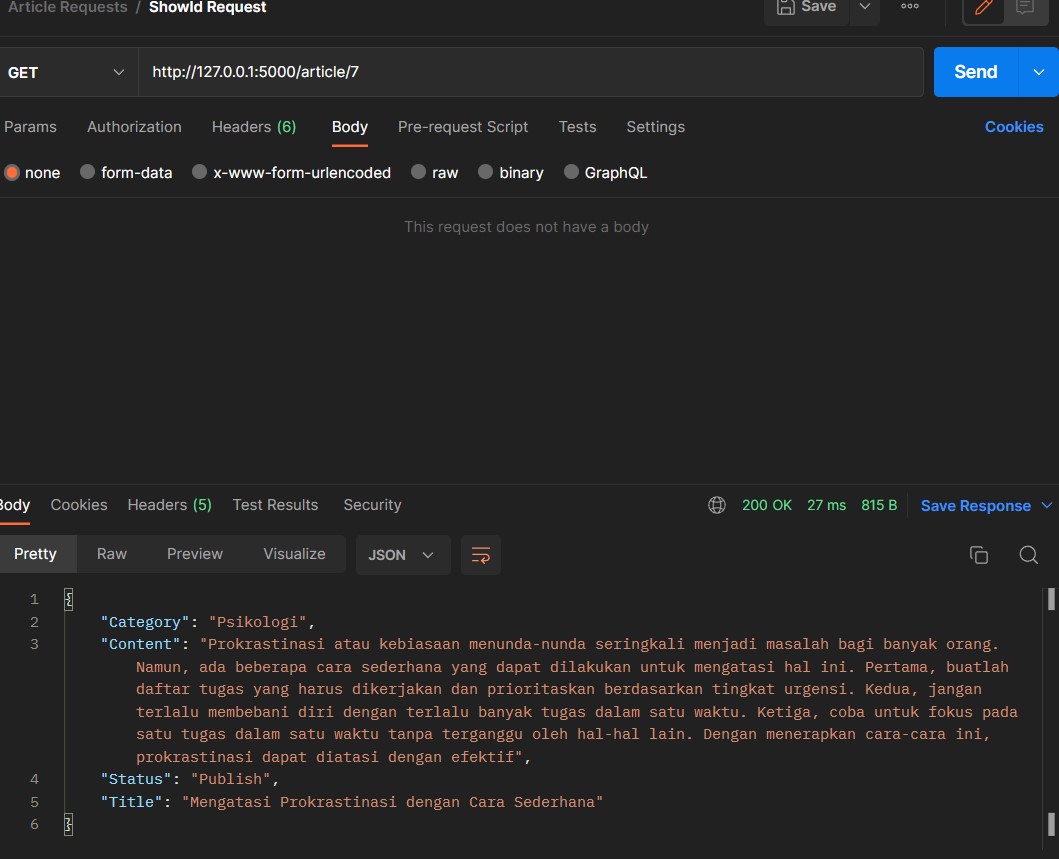 Article Requests / ShowId Request
Save
GET http://127.0.0.1:5000/article/7 Send
Params Authorization Headers (6) Body Pre-request Script Tests Settings Cookies
none form-data x-www-form-urlencoded raw binary GraphQL
This request does not have a body
Body Cookies Headers (5) Test Results Security 200 OK 27 ms 815 B Save Response
Pretty Raw Preview Visualize JSON
1 {
2 "Category": "Psikologi",
3 "Content": "Prokrastinasi atau kebiasaan menunda-nunda seringkali menjadi masalah bagi banyak orang.
Namun, ada beberapa cara sederhana yang dapat dilakukan untuk mengatasi hal ini. Pertama, buatlah
daftar tugas yang harus dikerjakan dan prioritaskan berdasarkan tingkat urgensi. Kedua, jangan
terlalu membebani diri dengan terlalu banyak tugas dalam satu waktu. Ketiga, coba untuk fokus pada
satu tugas dalam satu waktu tanpa terganggu oleh hal-hal lain. Dengan menerapkan cara-cara ini,
prokrastinasi dapat diatasi dengan efektif",
4 "Status": "Publish",
5 "Title": "Mengatasi Prokrastinasi dengan Cara Sederhana"
6 }